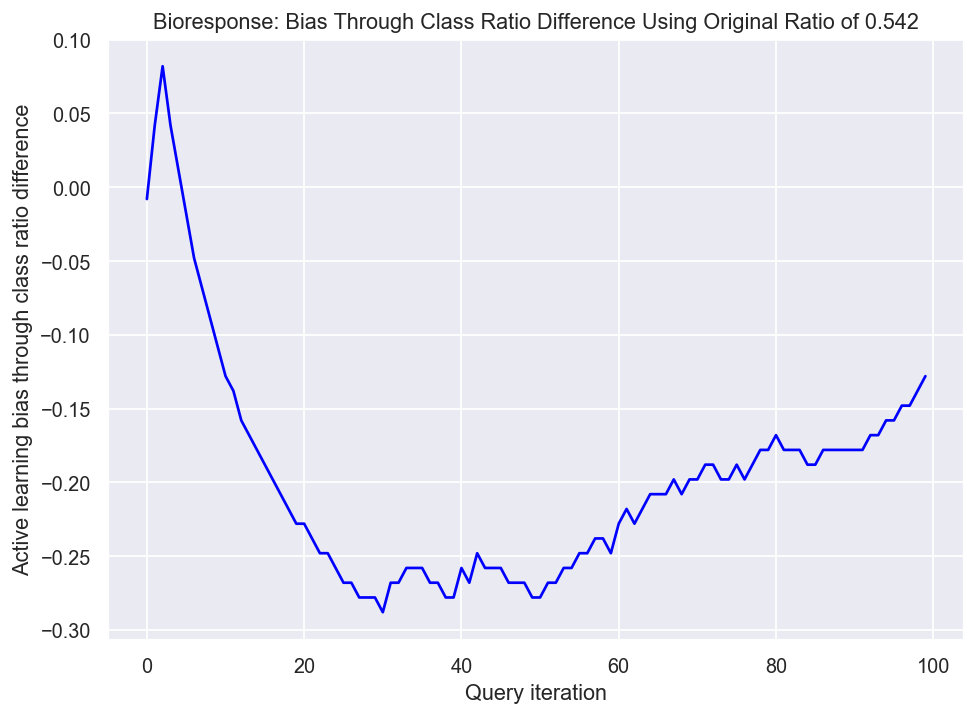 Bioresponse: Bias Through Class Ratio Difference Using Original Ratio of 0.542
Active learning bias through class ratio difference
0.10
0.05
0.00
−0.05
−0.10
−0.15
−0.20
−0.25
−0.30
0 20 40 60 80 100
Query iteration